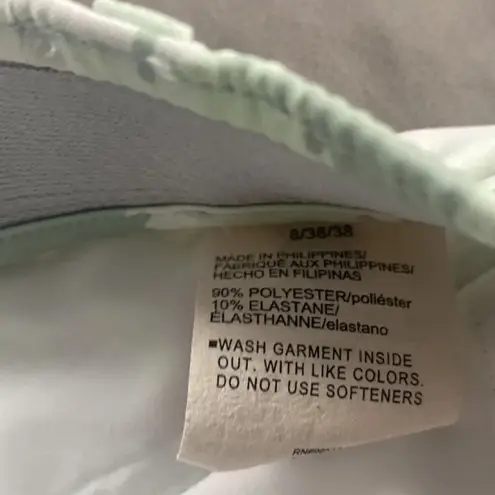 8/36/38
MADE IN PHILIPPINES/
FABRIQUÉ AUX PHILIPPINES/
HECHO EN FILIPINAS
90% POLYESTER/poliéster
10% ELASTANE/
ÉLASTHANNE/elastano
▪WASH GARMENT INSIDE
OUT. WITH LIKE COLORS.
DO NOT USE SOFTENERS